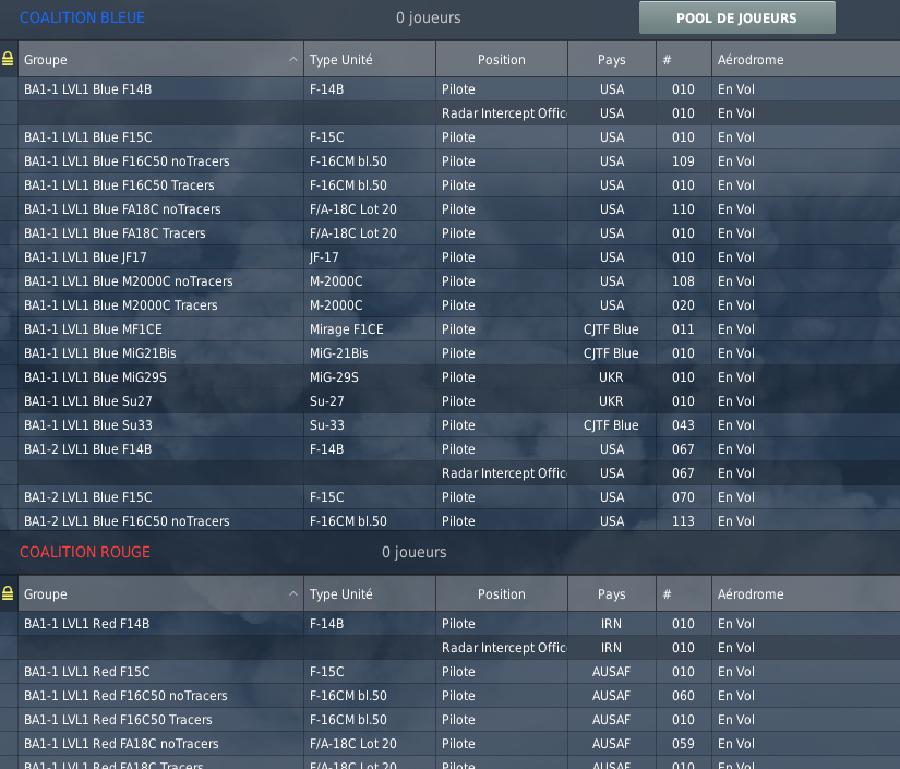 COALITION BLEUE 0 joueurs POOL DE JOUEURS
Groupe Type Unité Position Pays # Aérodrome
BA1-1 LVL1 Blue F14B F-14B Pilote USA 010 En Vol
Radar Intercept Offic USA 010 En Vol
BA1-1 LVL1 Blue F15C F-15C Pilote USA 010 En Vol
BA1-1 LVL1 Blue F16C50 noTracers F-16CM bl.50 Pilote USA 109 En Vol
BA1-1 LVL1 Blue F16C50 Tracers F-16CM bl.50 Pilote USA 010 En Vol
BA1-1 LVL1 Blue FA18C noTracers F/A-18C Lot 20 Pilote USA 110 En Vol
BA1-1 LVL1 Blue FA18C Tracers F/A-18C Lot 20 Pilote USA 010 En Vol
BA1-1 LVL1 Blue JF17 JF-17 Pilote USA 010 En Vol
BA1-1 LVL1 Blue M2000C noTracers M-2000C Pilote USA 108 En Vol
BA1-1 LVL1 Blue M2000C Tracers M-2000C Pilote USA 020 En Vol
BA1-1 LVL1 Blue MF1CE Mirage F1CE Pilote CJTF Blue 011 En Vol
BA1-1 LVL1 Blue MiG21Bis MiG-21Bis Pilote CJTF Blue 010 En Vol
BA1-1 LVL1 Blue MiG29S MiG-29S Pilote UKR 010 En Vol
BA1-1 LVL1 Blue Su27 Su-27 Pilote UKR 010 En Vol
BA1-1 LVL1 Blue Su33 Su-33 Pilote CJTF Blue 043 En Vol
BA1-2 LVL1 Blue F14B F-14B Pilote USA 067 En Vol
Radar Intercept Offic USA 067 En Vol
BA1-2 LVL1 Blue F15C F-15C Pilote USA 070 En Vol
BA1-2 LVL1 Blue F16C50 noTracers F-16CM bl.50 Pilote USA 113 En Vol
COALITION ROUGE 0 joueurs
Groupe Type Unité Position Pays # Aérodrome
BA1-1 LVL1 Red F14B F-14B Pilote IRN 010 En Vol
Radar Intercept Offic IRN 010 En Vol
BA1-1 LVL1 Red F15C F-15C Pilote AUSAF 010 En Vol
BA1-1 LVL1 Red F16C50 noTracers F-16CM bl.50 Pilote AUSAF 060 En Vol
BA1-1 LVL1 Red F16C50 Tracers F-16CM bl.50 Pilote AUSAF 010 En Vol
BA1-1 LVL1 Red FA18C noTracers F/A-18C Lot 20 Pilote AUSAF 059 En Vol
BA1-1 LVL1 Red FA18C Tracers F/A-18C Lot 20 Pilote AUSAF 010 En Vol